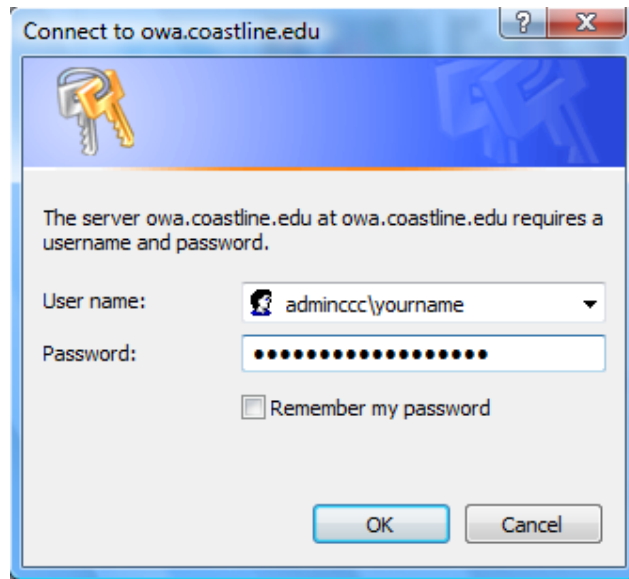 Connect to owa.coastline.edu
?
X
The server owa.coastline.edu at owa.coastline.edu requires a
username and password.
User name: adminccc\yourname
Password: ••••••••••••••••••
Remember my password
OK Cancel